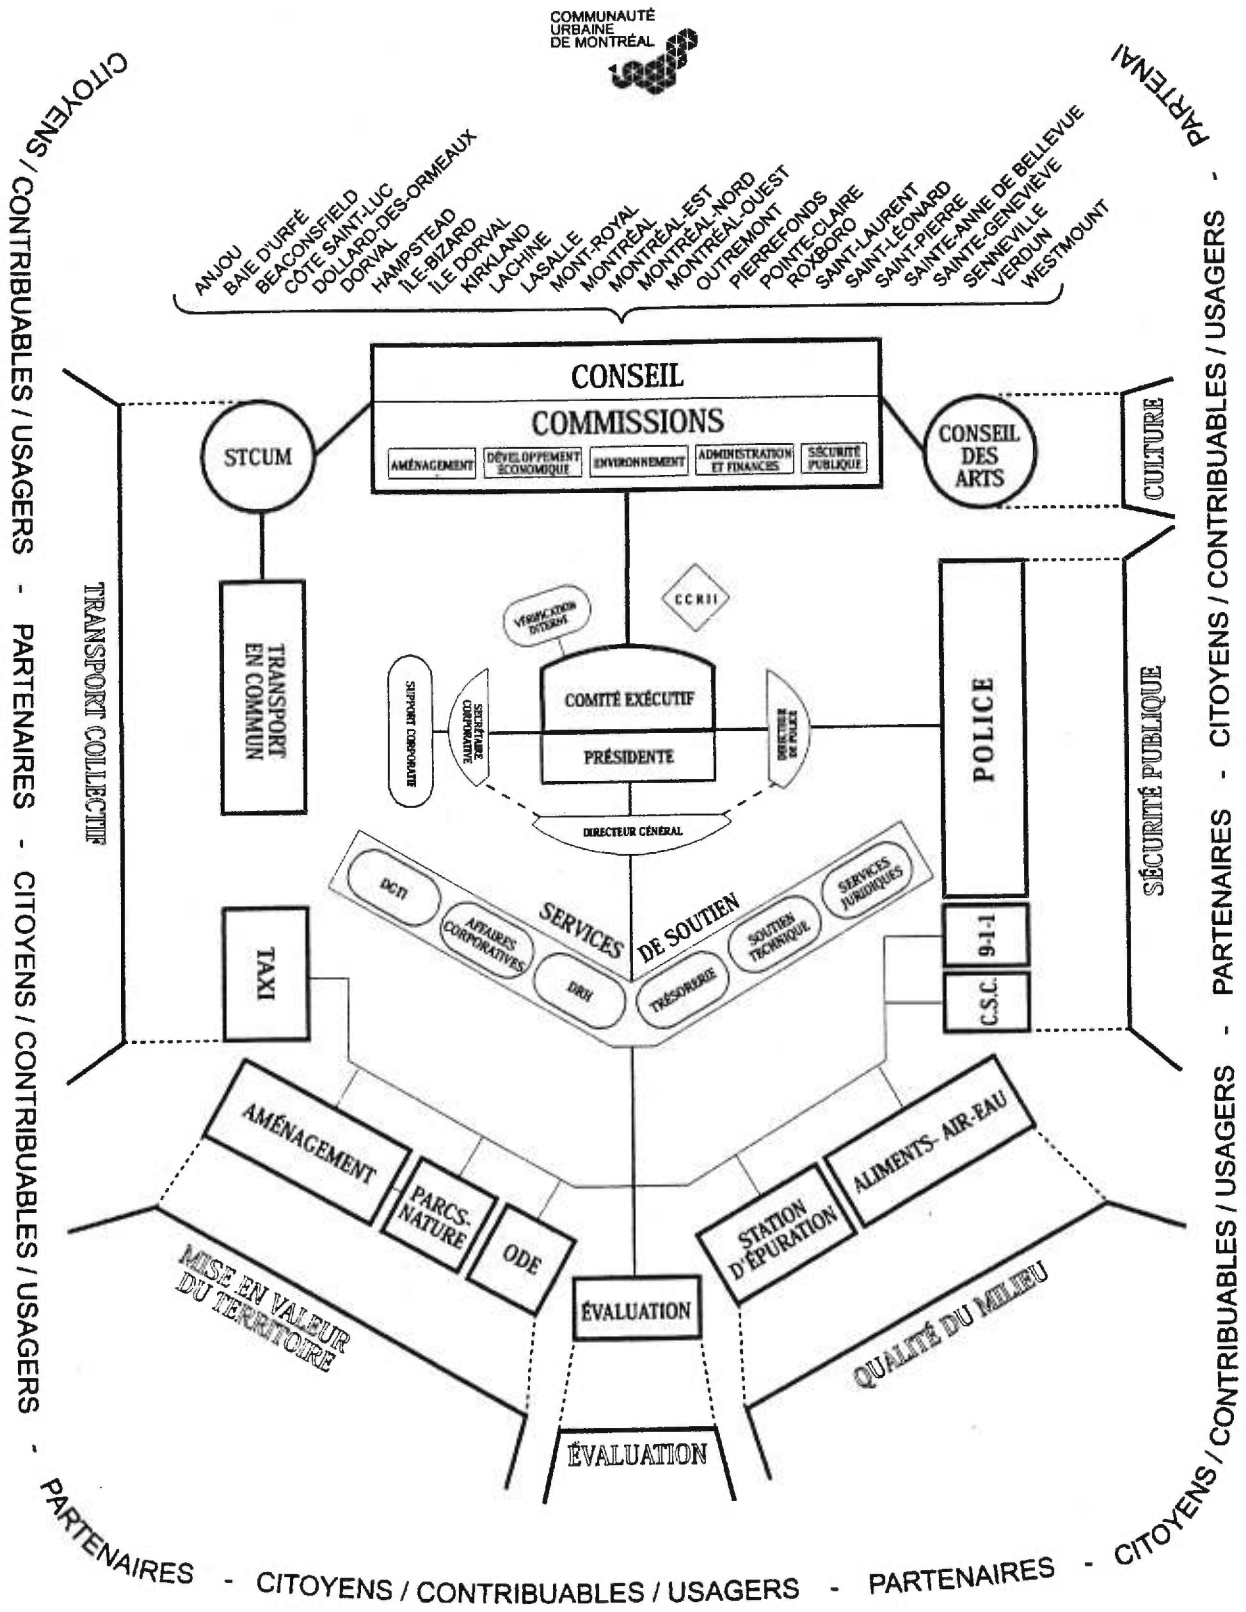 COMMUNAUTÉ
URBAINE
DE MONTRÉAL
CITOYENS / CONTRIBUABLES / USAGERS - PARTENAIRES - CITOYENS / CONTRIBUABLES / USAGERS - PARTENAIRES - CITOYENS / CONTRIBUABLES / USAGERS - PARTENAIRES - CITOYENS / CONTRIBUABLES / USAGERS - PARTENAIRES - CITOYENS / CONTRIBUABLES / USAGERS - PARTENAI
ANJOU
BAIE D'URFÉ
BEACONSFIELD
CÔTE SAINT-LUC
DOLLARD-DES-ORMEAUX
DORVAL
HAMPSTEAD
ÎLE-BIZARD
ÎLE DORVAL
KIRKLAND
LACHINE
LASALLE
MONT-ROYAL
MONTRÉAL
MONTRÉAL-EST
MONTRÉAL-NORD
MONTRÉAL-OUEST
OUTREMONT
PIERREFONDS
POINTE-CLAIRE
ROXBORO
SAINT-LAURENT
SAINT-LÉONARD
SAINT-PIERRE
SAINTE-ANNE DE BELLEVUE
SAINTE-GENEVIÈVE
SENNEVILLE
VERDUN
WESTMOUNT
CONSEIL
COMMISSIONS
AMÉNAGEMENT
DÉVELOPPEMENT
ÉCONOMIQUE
ENVIRONNEMENT
ADMINISTRATION
ET FINANCES
SÉCURITÉ
PUBLIQUE
STCUM
CONSEIL
DES
ARTS
CULTURE
TRANSPORT COLLECTIF
TRANSPORT
EN COMMUN
VÉRIFICATION
INTERNE
CCRII
SUPPORT CORPORATIF
SECRÉTAIRE
CORPORATIVE
COMITÉ EXÉCUTIF
PRÉSIDENTE
DIRECTEUR
DE POLICE
POLICE
SÉCURITÉ PUBLIQUE
DIRECTEUR GÉNÉRAL
SERVICES
DE SOUTIEN
AFFAIRES
CORPORATIVES
DRH
TRÉSORERIE
SOUTIEN
TECHNIQUE
SERVICES
JURIDIQUES
TAXI
9-1-1
C.S.C.
AMÉNAGEMENT
PARCS-
NATURE
ODE
ÉVALUATION
STATION
D'ÉPURATION
ALIMENTS- AIR-EAU
MISE EN VALEUR
DU TERRITOIRE
ÉVALUATION
QUALITÉ DU MILIEU